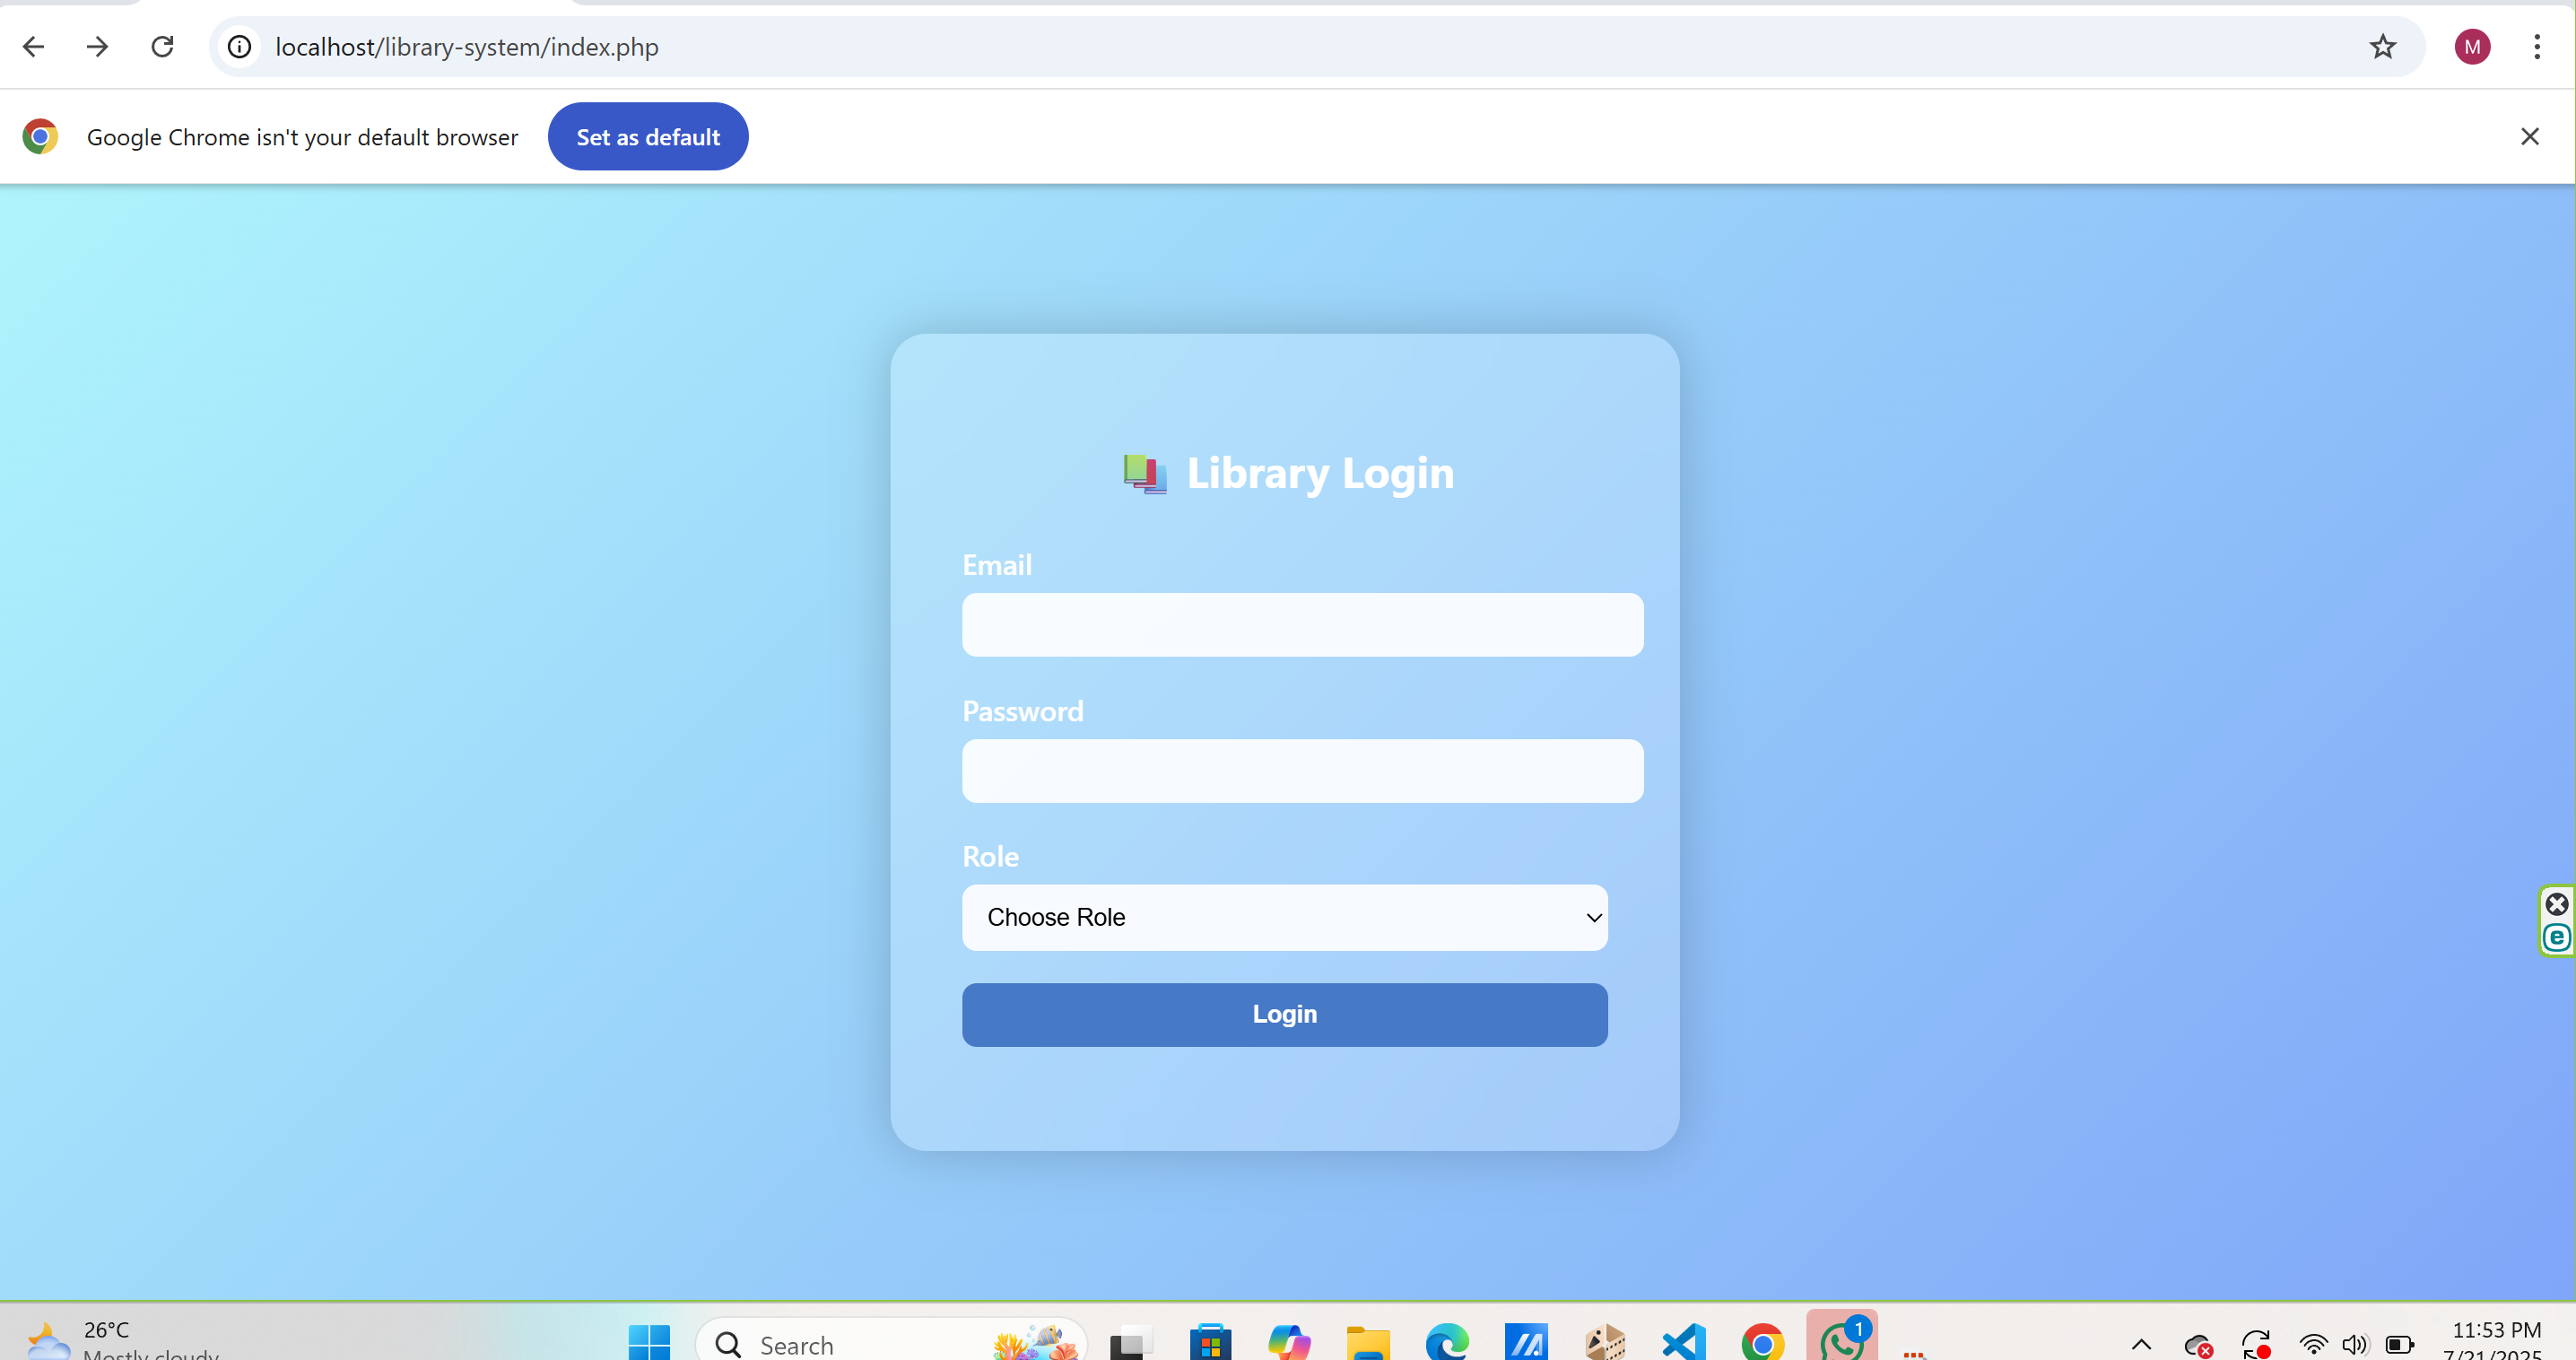 localhost/library-system/index.php
M
Google Chrome isn't your default browser
Set as default
Library Login
Email
Password
Role
Choose Role
Login
26°C
Mostly cloudy
Search
1
11:53 PM
7/21/2025